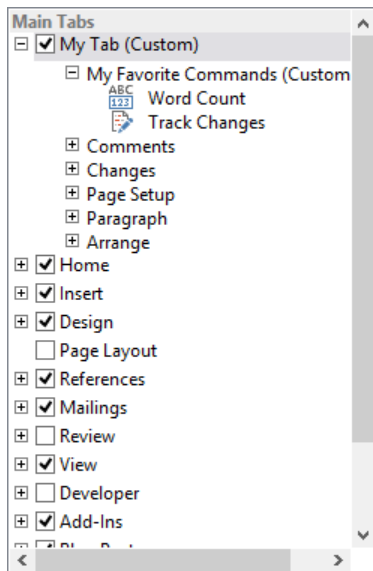 Main Tabs
My Tab (Custom)
My Favorite Commands (Custom
ABC
123
Word Count
Track Changes
Comments
Changes
Page Setup
Paragraph
Arrange
Home
Insert
Design
Page Layout
References
Mailings
Review
View
Developer
Add-Ins